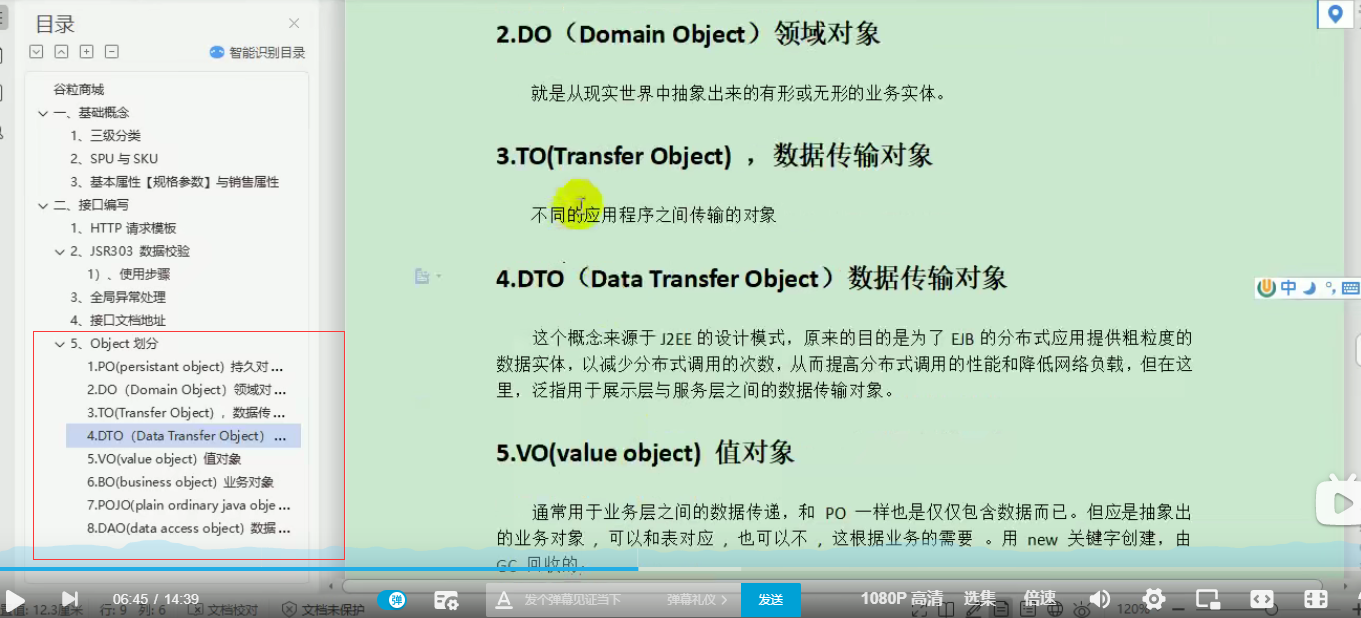 目录
智能识别目录
谷粒商城
一、基础概念
1、三级分类
2、SPU 与 SKU
3、基本属性【规格参数】与销售属性
二、接口编写
1、HTTP 请求模板
2、JSR303 数据校验
1）、使用步骤
3、全局异常处理
4、接口文档地址
5、Object 划分
1.PO(persistant object) 持久对...
2.DO（Domain Object）领域对...
3.TO(Transfer Object) ，数据传...
4.DTO（Data Transfer Object） ...
5.VO(value object) 值对象
6.BO(business object) 业务对象
7.POJO(plain ordinary java obje...
8.DAO(data access object) 数据...
2.DO（Domain Object）领域对象
就是从现实世界中抽象出来的有形或无形的业务实体。
3.TO(Transfer Object) ，数据传输对象
不同的应用程序之间传输的对象
4.DTO（Data Transfer Object）数据传输对象
这个概念来源于 J2EE 的设计模式，原来的目的是为了 EJB 的分布式应用提供粗粒度的
数据实体，以减少分布式调用的次数，从而提高分布式调用的性能和降低网络负载，但在这
里，泛指用于展示层与服务层之间的数据传输对象。
5.VO(value object) 值对象
通常用于业务层之间的数据传递，和 PO 一样也是仅仅包含数据而已。但应是抽象出
的业务对象 , 可以和表对应 , 也可以不 , 这根据业务的需要 。用 new 关键字创建，由
GC 回收的。
中
06:45 / 14:39
弹
发个弹幕见证当下
弹幕礼仪 >
发送
1080P 高清
选集
倍速
12.3厘米
行: 9
列: 6
文档校对
文档未保护
120%